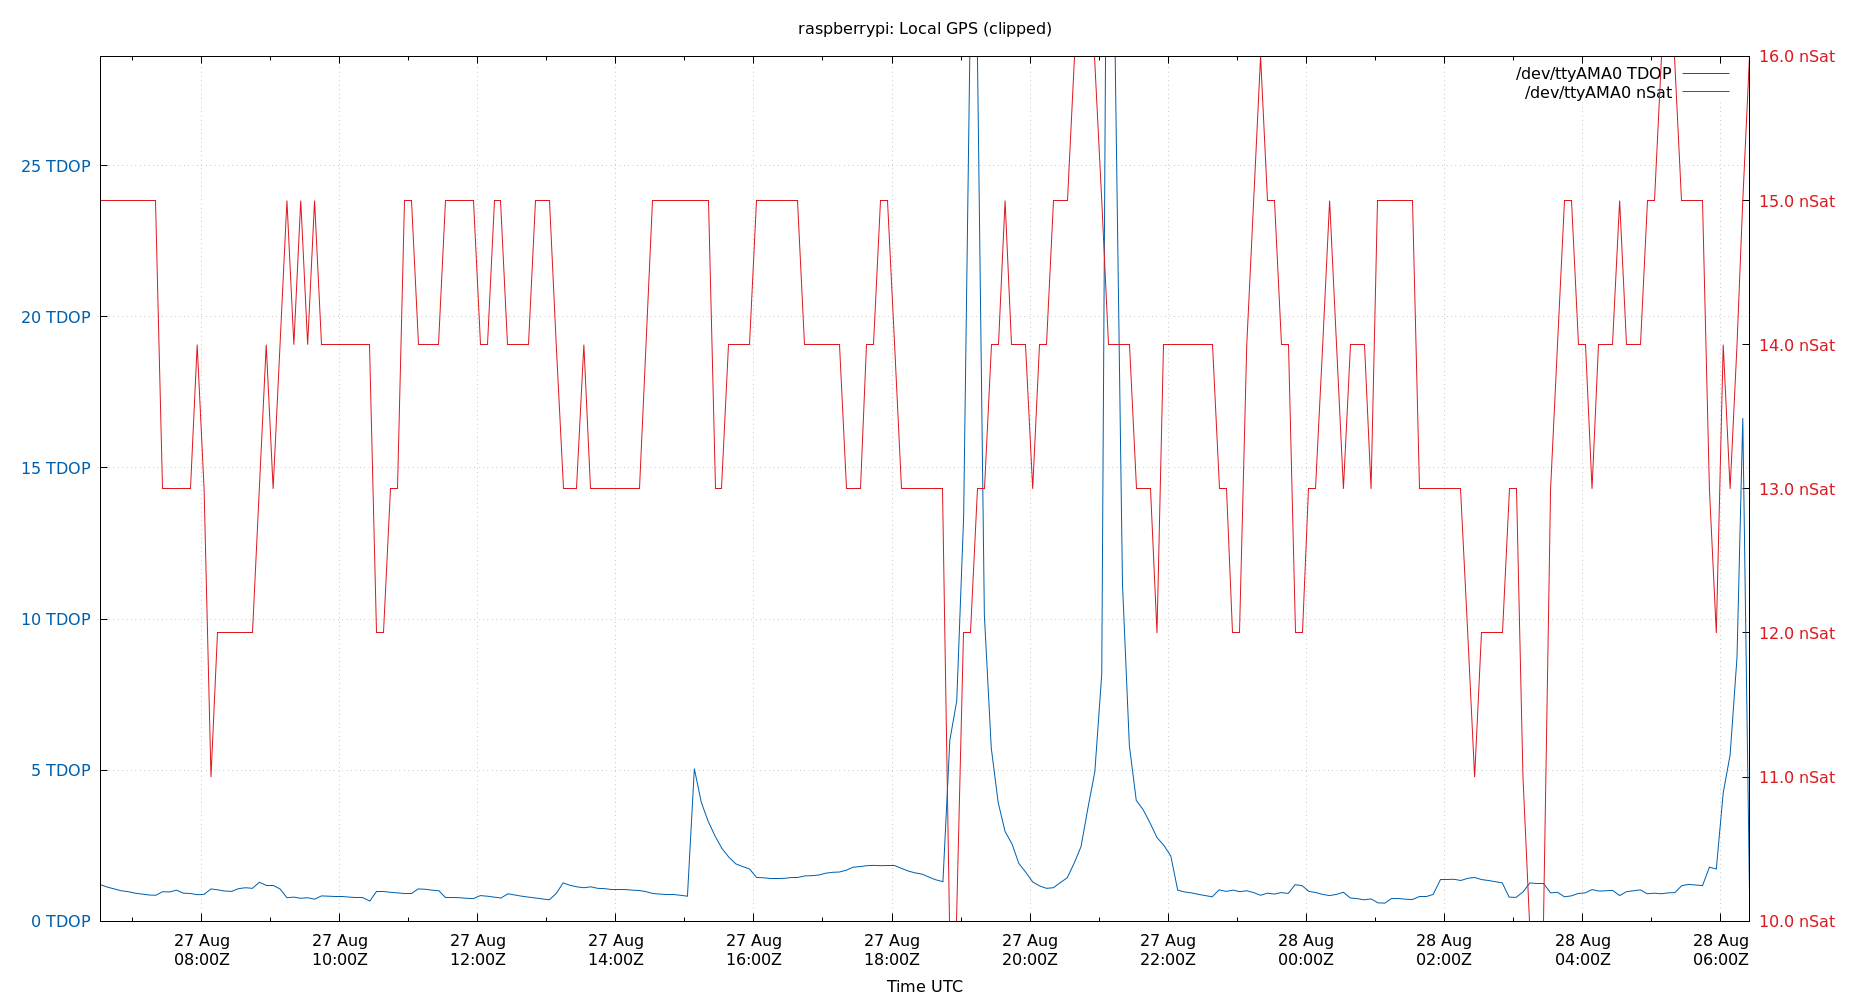 raspberrypi: Local GPS (clipped)
/dev/ttyAMA0 TDOP
/dev/ttyAMA0 nSat
25 TDOP
20 TDOP
15 TDOP
10 TDOP
5 TDOP
0 TDOP
16.0 nSat
15.0 nSat
14.0 nSat
13.0 nSat
12.0 nSat
11.0 nSat
10.0 nSat
27 Aug 27 Aug 27 Aug 27 Aug 27 Aug 27 Aug 27 Aug 27 Aug 28 Aug 28 Aug 28 Aug 28 Aug
08:00Z 10:00Z 12:00Z 14:00Z 16:00Z 18:00Z 20:00Z 22:00Z 00:00Z 02:00Z 04:00Z 06:00Z
Time UTC